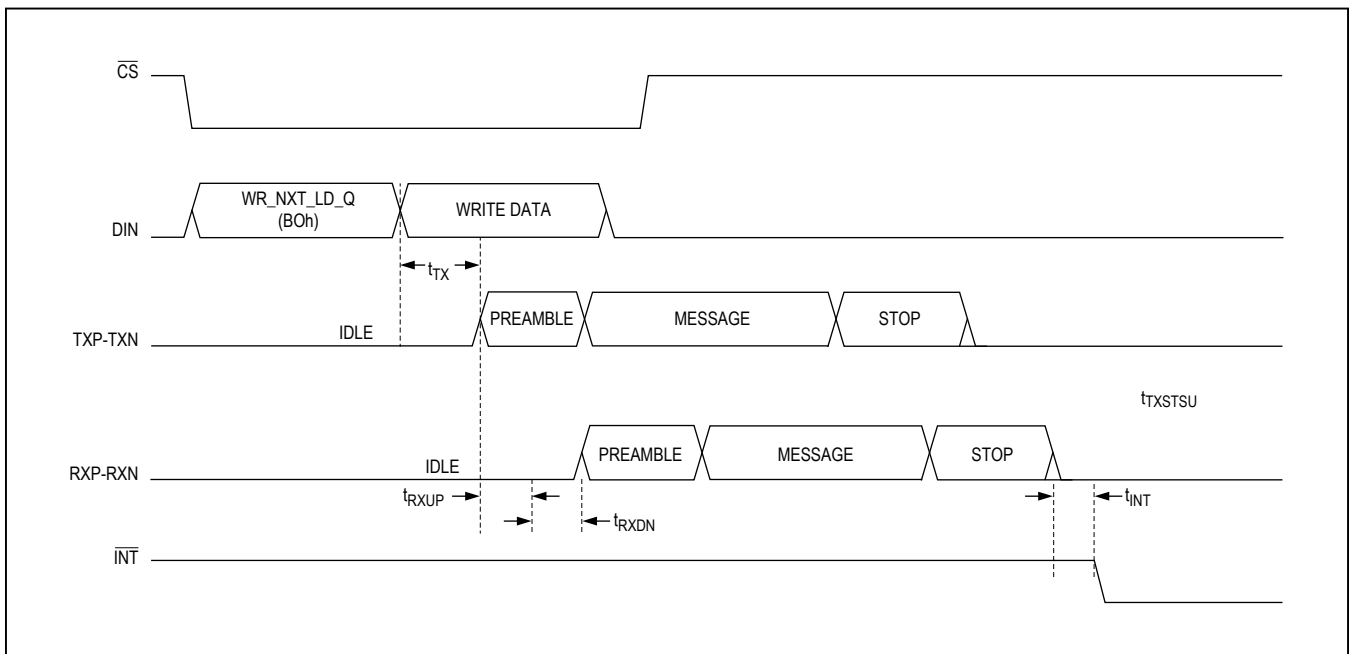 CS
WR_NXT_LD_Q
(BOh)
WRITE DATA
DIN
tTX
PREAMBLE
MESSAGE
STOP
IDLE
TXP-TXN
tTXSTSU
PREAMBLE
MESSAGE
STOP
IDLE
RXP-RXN
tRXUP
tINT
tRXDN
INT